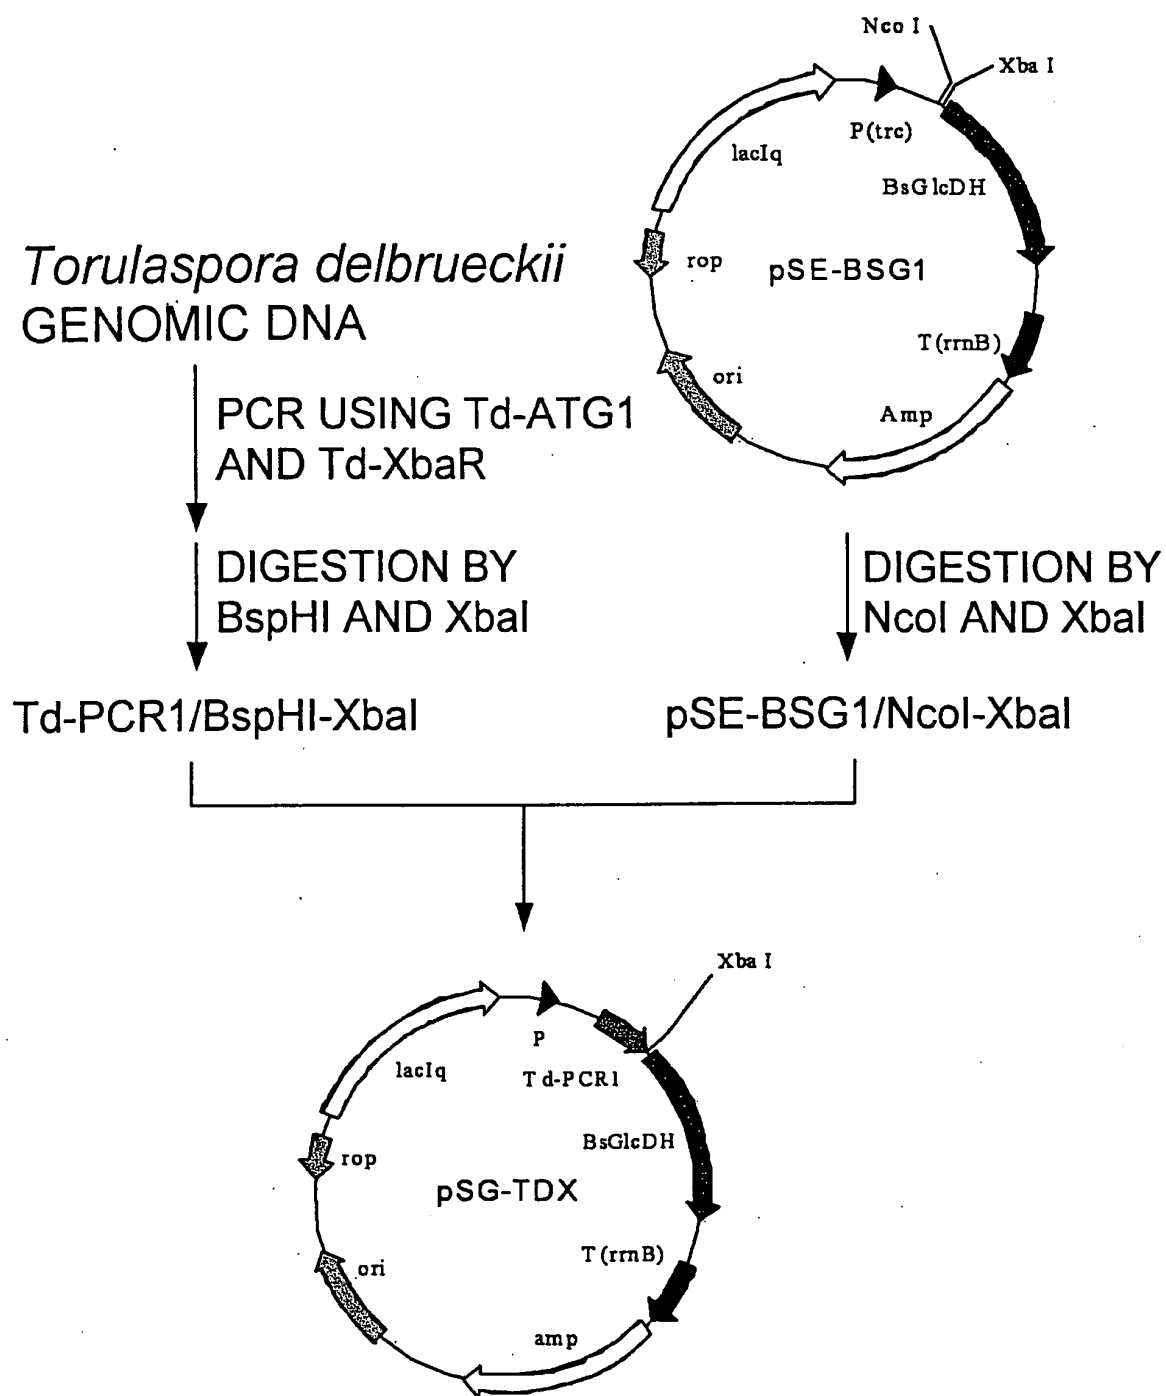 Nco I
Xba I
P(trc)
lacIq
BsGlcDH
rop
pSE-BSG1
T(rrnB)
ori
Amp
Torulaspora delbrueckii
GENOMIC DNA
PCR USING Td-ATG1
AND Td-XbaR
DIGESTION BY
BspHI AND XbaI
DIGESTION BY
NcoI AND XbaI
Td-PCR1/BspHI-XbaI
pSE-BSG1/NcoI-XbaI
Xba I
P
lacIq
Td-PCR1
BsGlcDH
rop
pSG-TDX
T(rrnB)
ori
amp